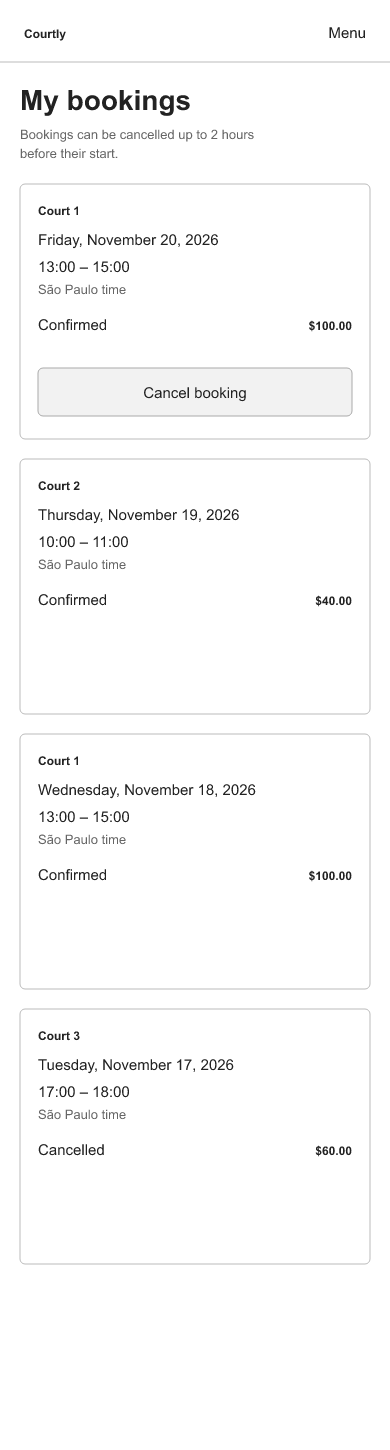 Courtly
Menu
My bookings
Bookings can be cancelled up to 2 hours
before their start.
Court 1
Friday, November 20, 2026
13:00 – 15:00
São Paulo time
Confirmed
$100.00
Cancel booking
Court 2
Thursday, November 19, 2026
10:00 – 11:00
São Paulo time
Confirmed
$40.00
Court 1
Wednesday, November 18, 2026
13:00 – 15:00
São Paulo time
Confirmed
$100.00
Court 3
Tuesday, November 17, 2026
17:00 – 18:00
São Paulo time
Cancelled
$60.00